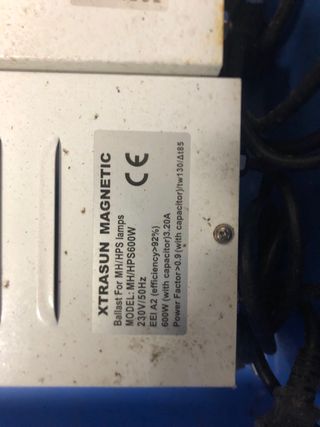 XTRASUN MAGNETIC
Ballast For MH/HPS lamps
MODEL: MH/HPS600W
230V/50Hz
EEI A2 (efficiency>92%)
600W (with capacitor)3.20A
Power Factor>0.9 (with capacitor)/tw130/Δt85
CE